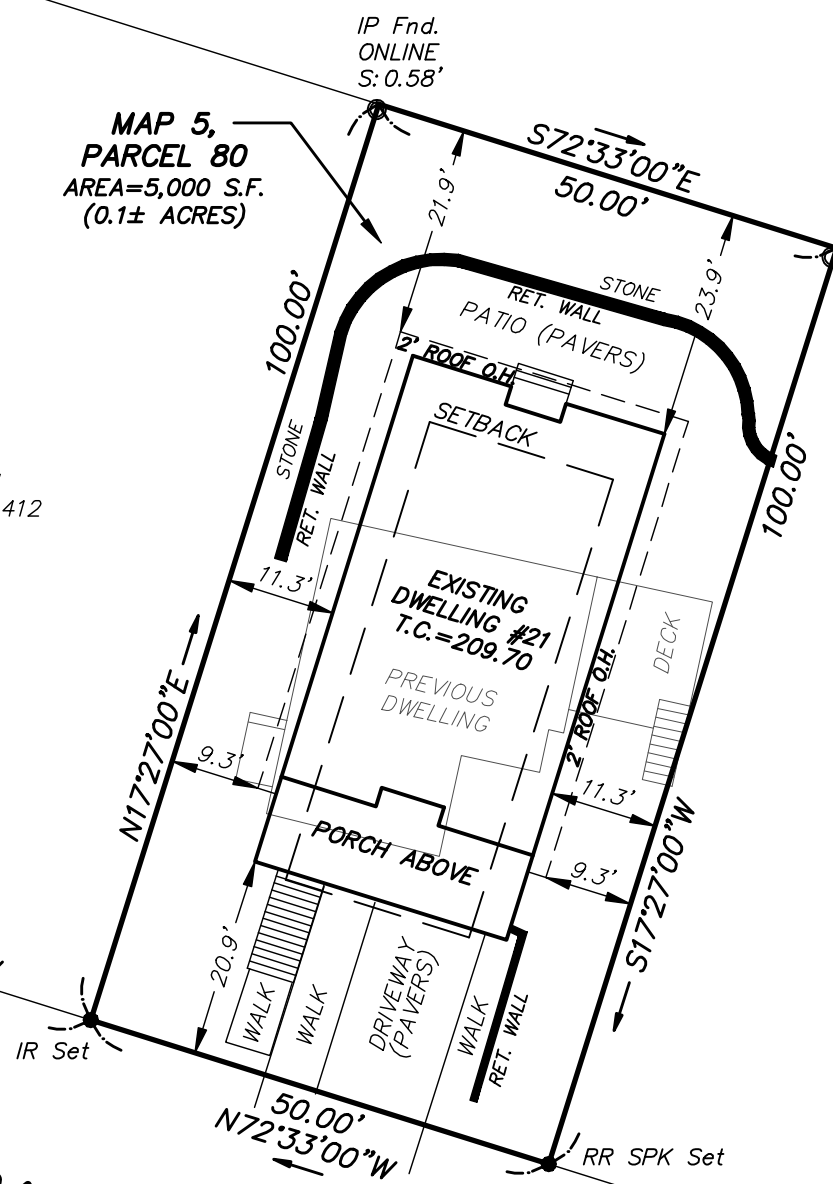 IP Fnd.
ONLINE
S: 0.58'
MAP 5,
PARCEL 80
AREA=5,000 S.F.
(0.1± ACRES)
S72°33'00"E
50.00'
21.9'
23.9'
100.00'
STONE
RET. WALL
PATIO (PAVERS)
2' ROOF O.H.
SETBACK
STONE
RET. WALL
100.00'
412
11.3'
EXISTING
DWELLING #21
T.C.=209.70
PREVIOUS
DWELLING
DECK
2' ROOF O.H.
N17°27'00"E
9.3'
11.3'
PORCH ABOVE
9.3'
S17°27'00"W
20.9'
WALK
WALK
DRIVEWAY
(PAVERS)
WALK
RET. WALL
IR Set
50.00'
N72°33'00"W
RR SPK Set